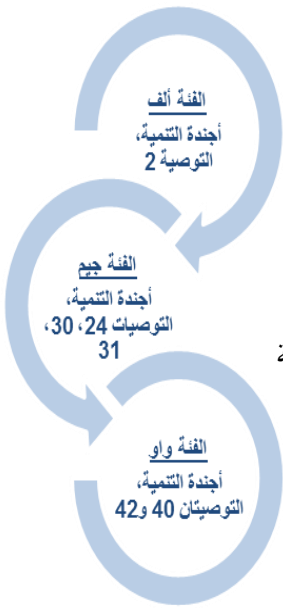 الفئة ألف
أجندة التنمية،
التوصية 2
الفئة جيم
أجندة التنمية،
التوصيات 24، 30،
31
الفئة واو
أجندة التنمية،
التوصيتان 40 و42